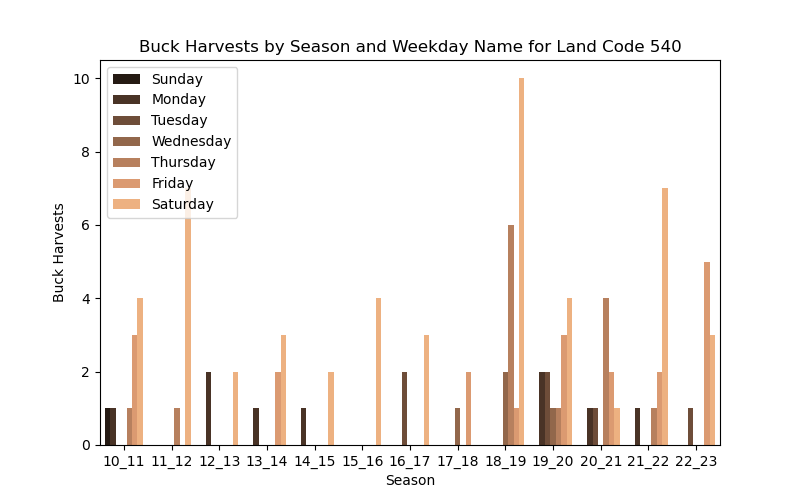 Buck Harvests by Season and Weekday Name for Land Code 540
Sunday
Monday
Tuesday
Wednesday
Thursday
Friday
Saturday
10
8
6
4
2
0
Buck Harvests
10_11 11_12 12_13 13_14 14_15 15_16 16_17 17_18 18_19 19_20 20_21 21_22 22_23
Season